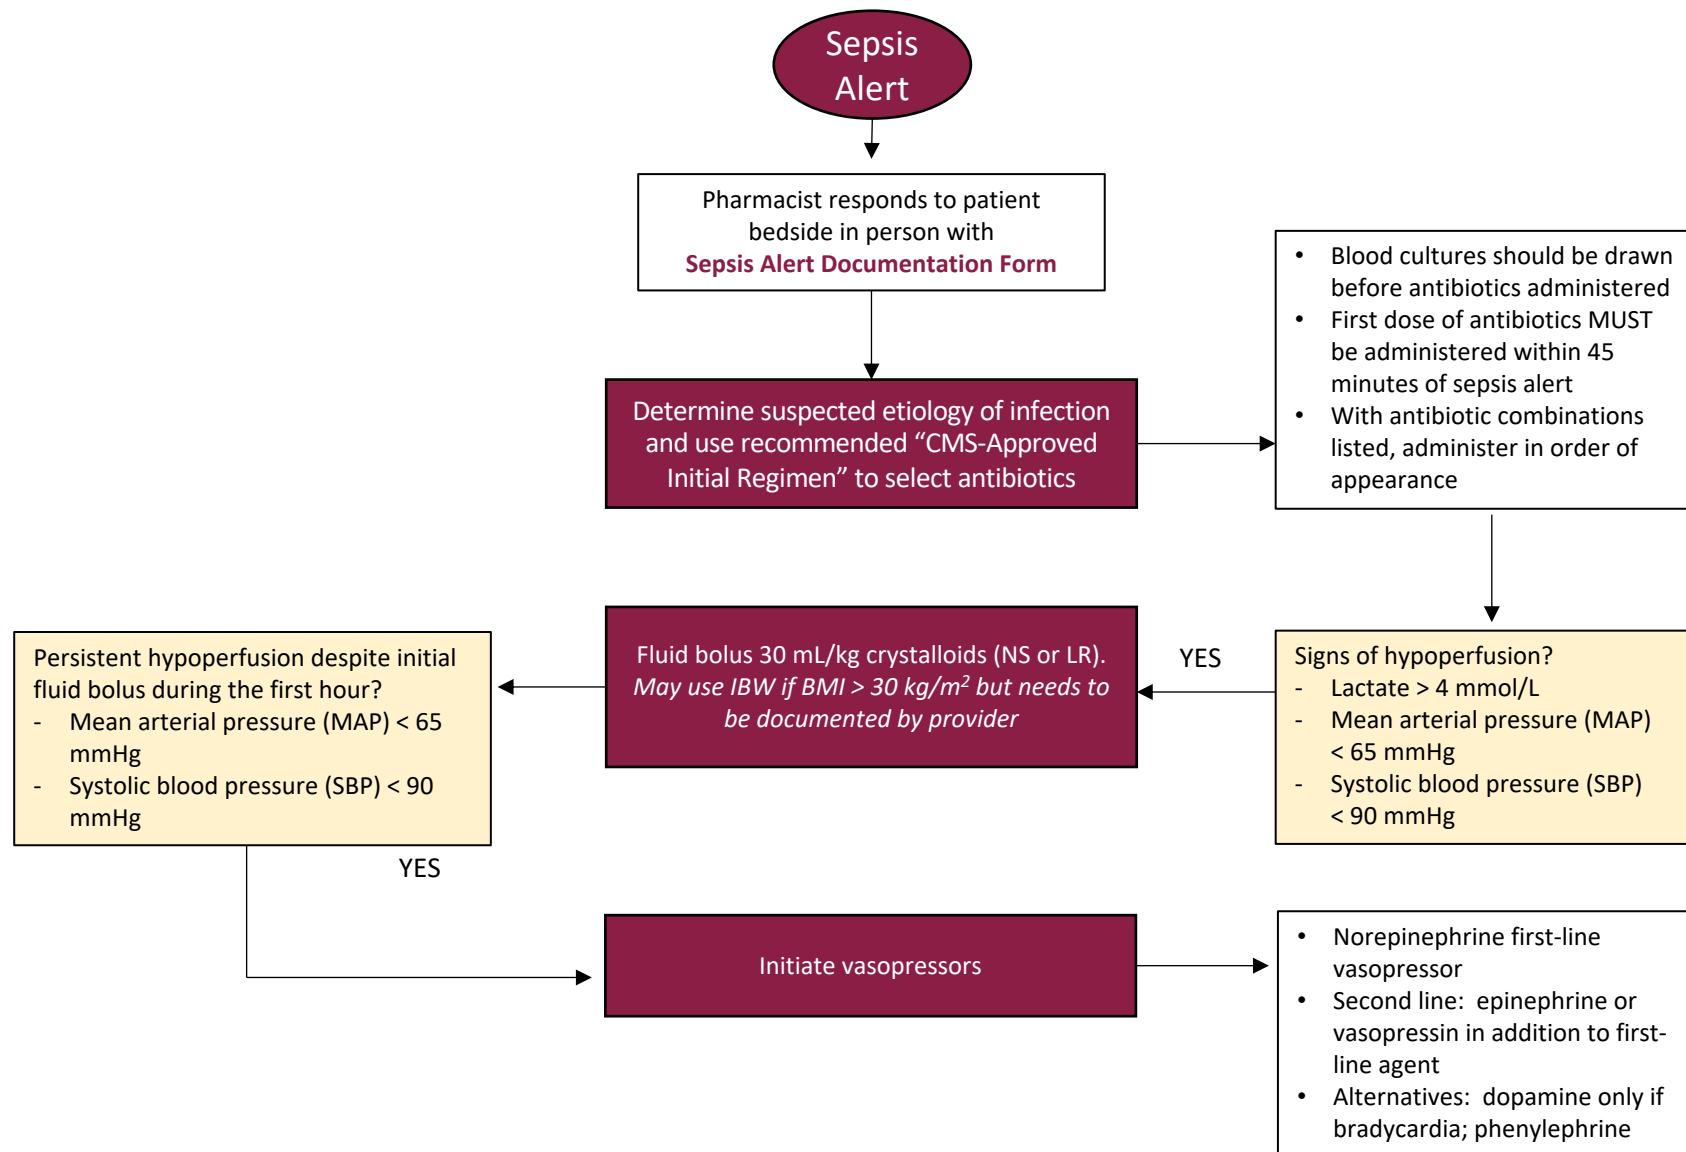 Sepsis
Alert
Pharmacist responds to patient
bedside in person with
Sepsis Alert Documentation Form
Determine suspected etiology of infection
and use recommended “CMS-Approved
Initial Regimen” to select antibiotics
• Blood cultures should be drawn
before antibiotics administered
• First dose of antibiotics MUST
be administered within 45
minutes of sepsis alert
• With antibiotic combinations
listed, administer in order of
appearance
Signs of hypoperfusion?
- Lactate > 4 mmol/L
- Mean arterial pressure (MAP)
< 65 mmHg
- Systolic blood pressure (SBP)
< 90 mmHg
YES
Fluid bolus 30 mL/kg crystalloids (NS or LR).
May use IBW if BMI > 30 kg/m² but needs to
be documented by provider
Persistent hypoperfusion despite initial
fluid bolus during the first hour?
- Mean arterial pressure (MAP) < 65
mmHg
- Systolic blood pressure (SBP) < 90
mmHg
YES
Initiate vasopressors
• Norepinephrine first-line
vasopressor
• Second line: epinephrine or
vasopressin in addition to first-
line agent
• Alternatives: dopamine only if
bradycardia; phenylephrine